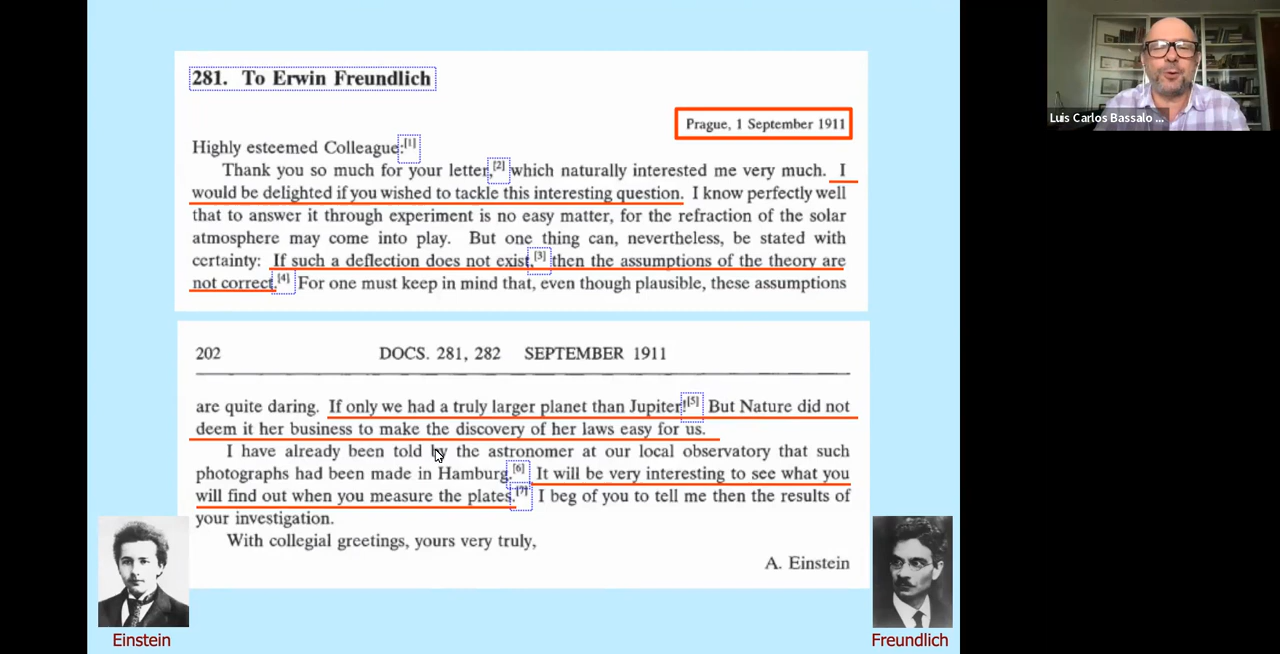 281. To Erwin Freundlich
Prague, 1 September 1911
Highly esteemed Colleague:[1]
Thank you so much for your letter,[2] which naturally interested me very much. I
would be delighted if you wished to tackle this interesting question. I know perfectly well
that to answer it through experiment is no easy matter, for the refraction of the solar
atmosphere may come into play. But one thing can, nevertheless, be stated with
certainty: If such a deflection does not exist,[3] then the assumptions of the theory are
not correct.[4] For one must keep in mind that, even though plausible, these assumptions
202 DOCS. 281, 282 SEPTEMBER 1911
are quite daring. If only we had a truly larger planet than Jupiter![5] But Nature did not
deem it her business to make the discovery of her laws easy for us.
I have already been told by the astronomer at our local observatory that such
photographs had been made in Hamburg.[6] It will be very interesting to see what you
will find out when you measure the plates.[7] I beg of you to tell me then the results of
your investigation.
With collegial greetings, yours very truly,
A. Einstein
Einstein
Freundlich
Luis Carlos Bassalo ...